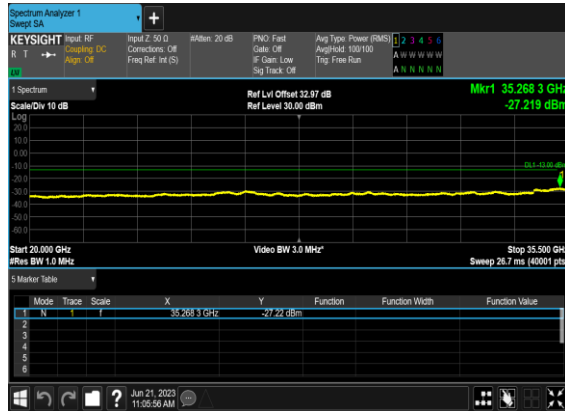 Spectrum Analyzer 1
Swept SA
+
KEYSIGHT Input: RF Input Z: 50 Ω #Atten: 20 dB PNO: Fast Avg Type: Power (RMS) 1 2 3 4 5 6
R T Coupling: DC Corrections: Off Gate: Off Avg|Hold: 100/100 A W W W W W
Align: Off Freq Ref: Int (S) IF Gain: Low Trig: Free Run
Sig Track: Off A N N N N N
LW
1 Spectrum
Ref Lvl Offset 32.97 dB Mkr1 35.268 3 GHz
Scale/Div 10 dB Ref Level 30.00 dBm -27.219 dBm
Log
20.0
10.0
0.00
-10.0
DL1 -13.00 dBm
-20.0
-30.0
-40.0
-50.0
-60.0
Start 20.000 GHz Video BW 3.0 MHz* Stop 35.500 GHz
#Res BW 1.0 MHz Sweep 26.7 ms (40001 pts)
5 Marker Table
Mode Trace Scale X Y Function Function Width Function Value
1 N 1 f 35.268 3 GHz -27.22 dBm
2
3
4
5
6
? Jun 21, 2023
11:05:56 AM